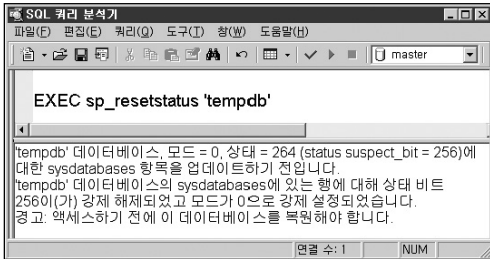 SQL 쿼리 분석기
파일(F) 편집(E) 쿼리(Q) 도구(T) 창(W) 도움말(H)
master
EXEC sp_resetstatus 'tempdb'
'tempdb' 데이터베이스, 모드 = 0, 상태 = 264 (status suspect_bit = 256)에
대한 sysdatabases 항목을 업데이트하기 전입니다.
'tempdb' 데이터베이스의 sysdatabases에 있는 행에 대해 상태 비트
256이(가) 강제 해제되었고 모드가 0으로 강제 설정되었습니다.
경고: 액세스하기 전에 이 데이터베이스를 복원해야 합니다.
연결 수: 1 NUM